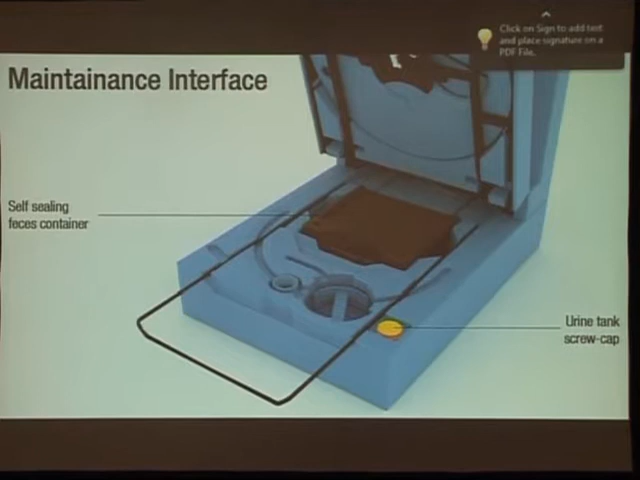 Click on Sign to add text
and place signature on a
PDF File.
Maintainance Interface
Self sealing
feces container
Urine tank
screw-cap